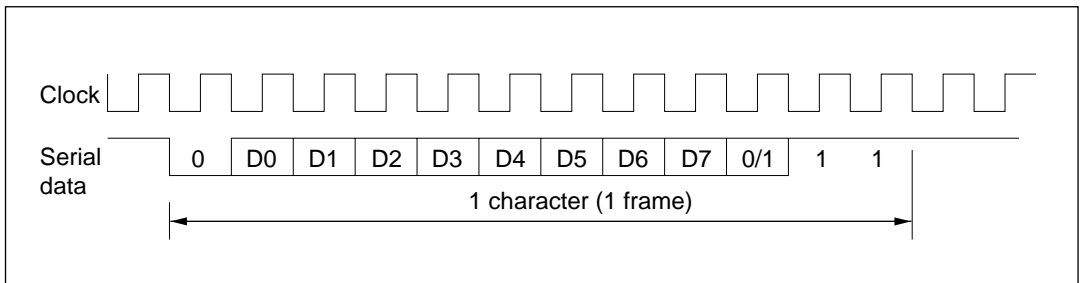 Clock
Serial data
0 D0 D1 D2 D3 D4 D5 D6 D7 0/1 1 1
1 character (1 frame)